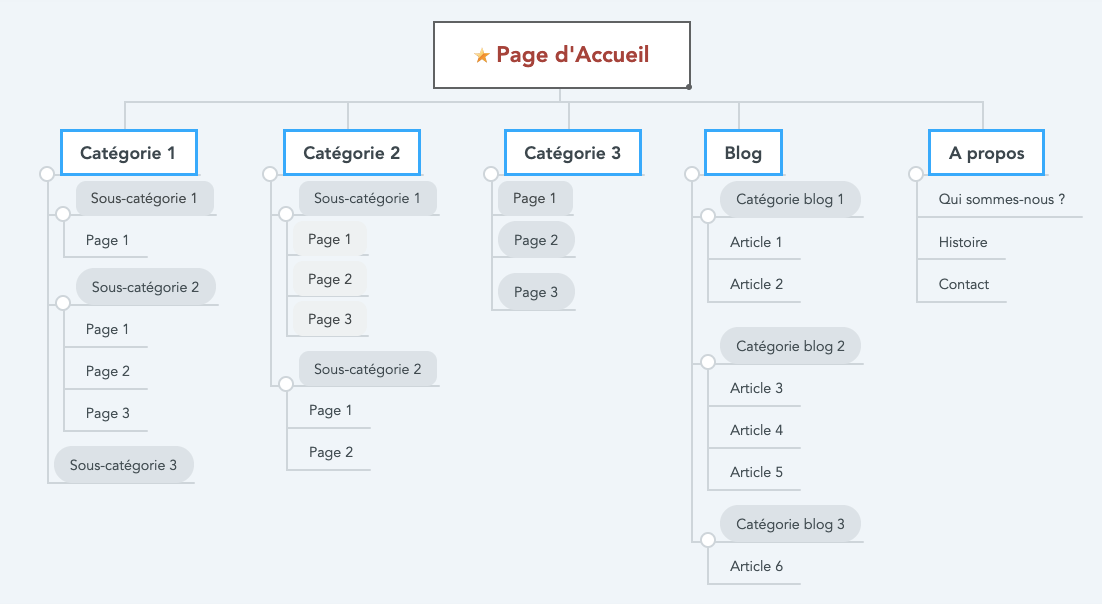 Page d'Accueil
Catégorie 1
Sous-catégorie 1
Page 1
Sous-catégorie 2
Page 1
Page 2
Page 3
Sous-catégorie 3
Catégorie 2
Sous-catégorie 1
Page 1
Page 2
Page 3
Sous-catégorie 2
Page 1
Page 2
Catégorie 3
Page 1
Page 2
Page 3
Blog
Catégorie blog 1
Article 1
Article 2
Catégorie blog 2
Article 3
Article 4
Article 5
Catégorie blog 3
Article 6
A propos
Qui sommes-nous ?
Histoire
Contact